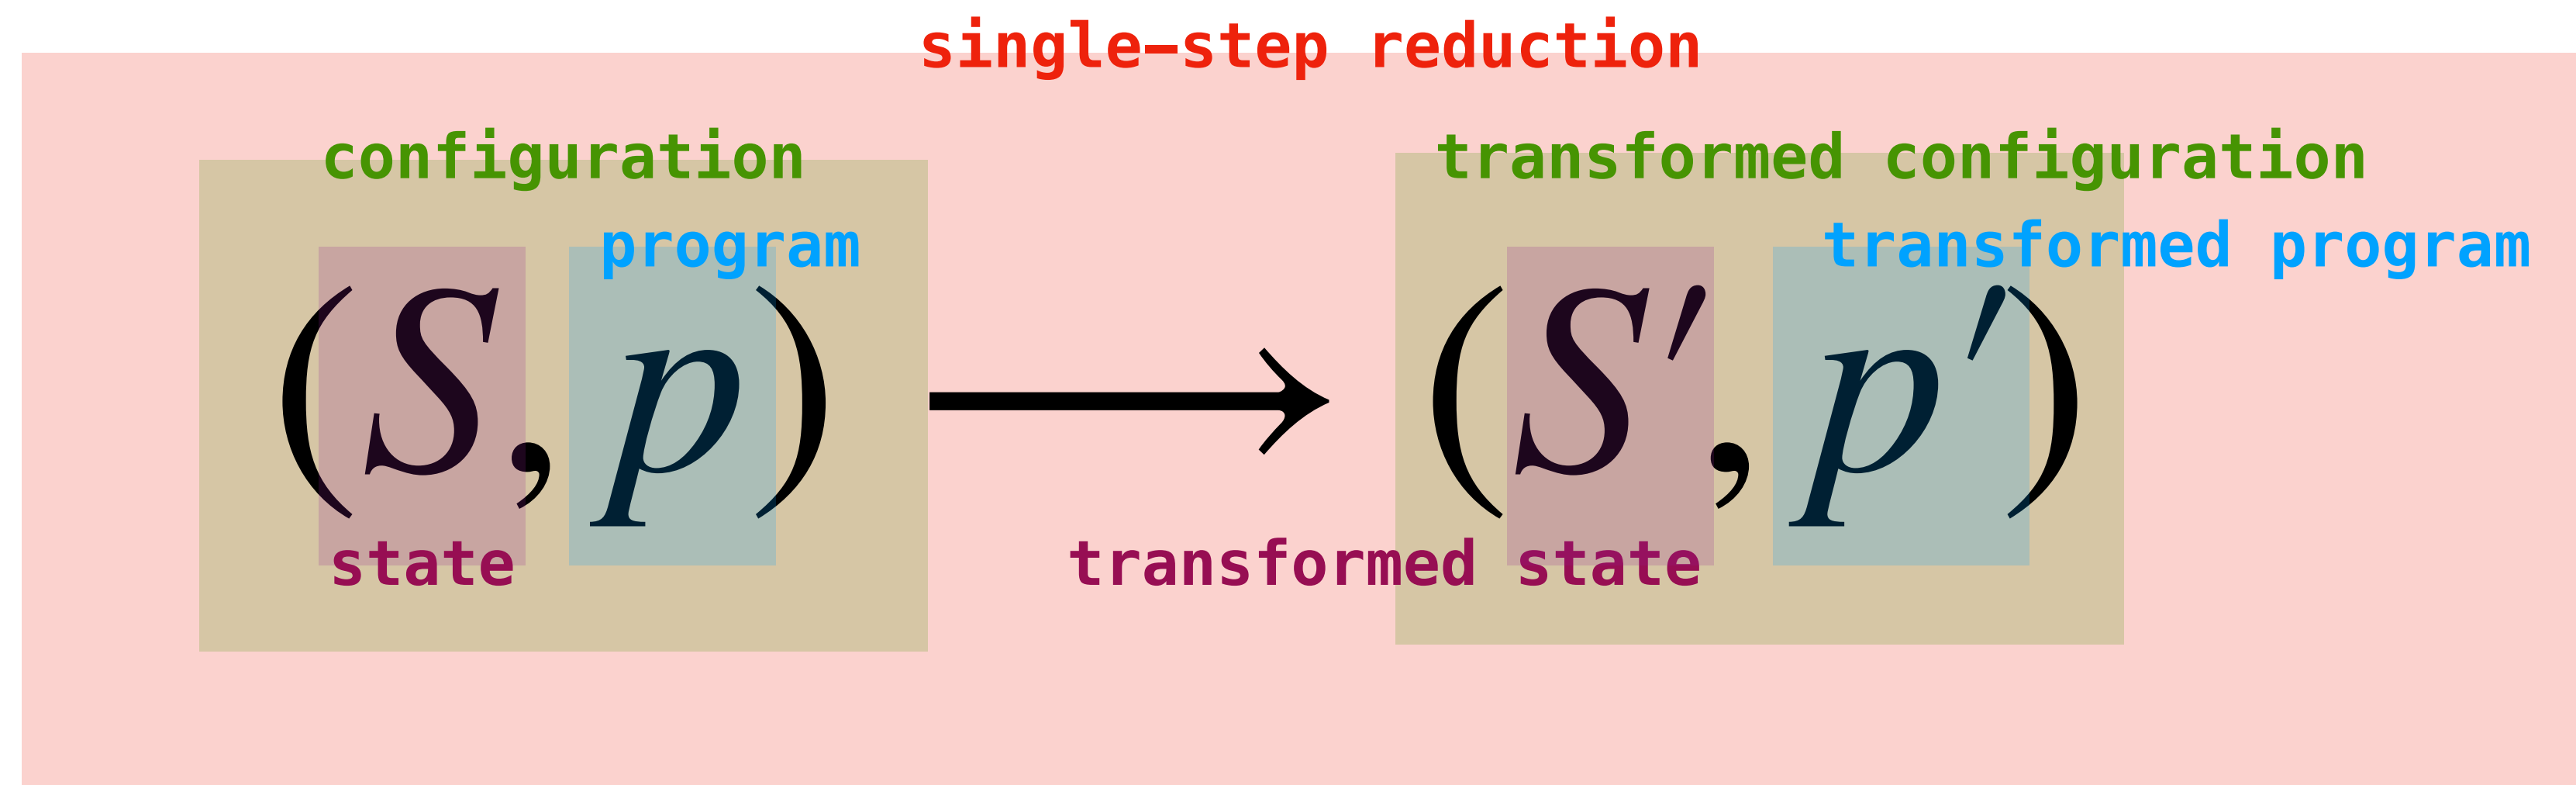 single–step reduction
configuration
transformed configuration
program
transformed program
(S, p) → (S′, p′)
state
transformed state